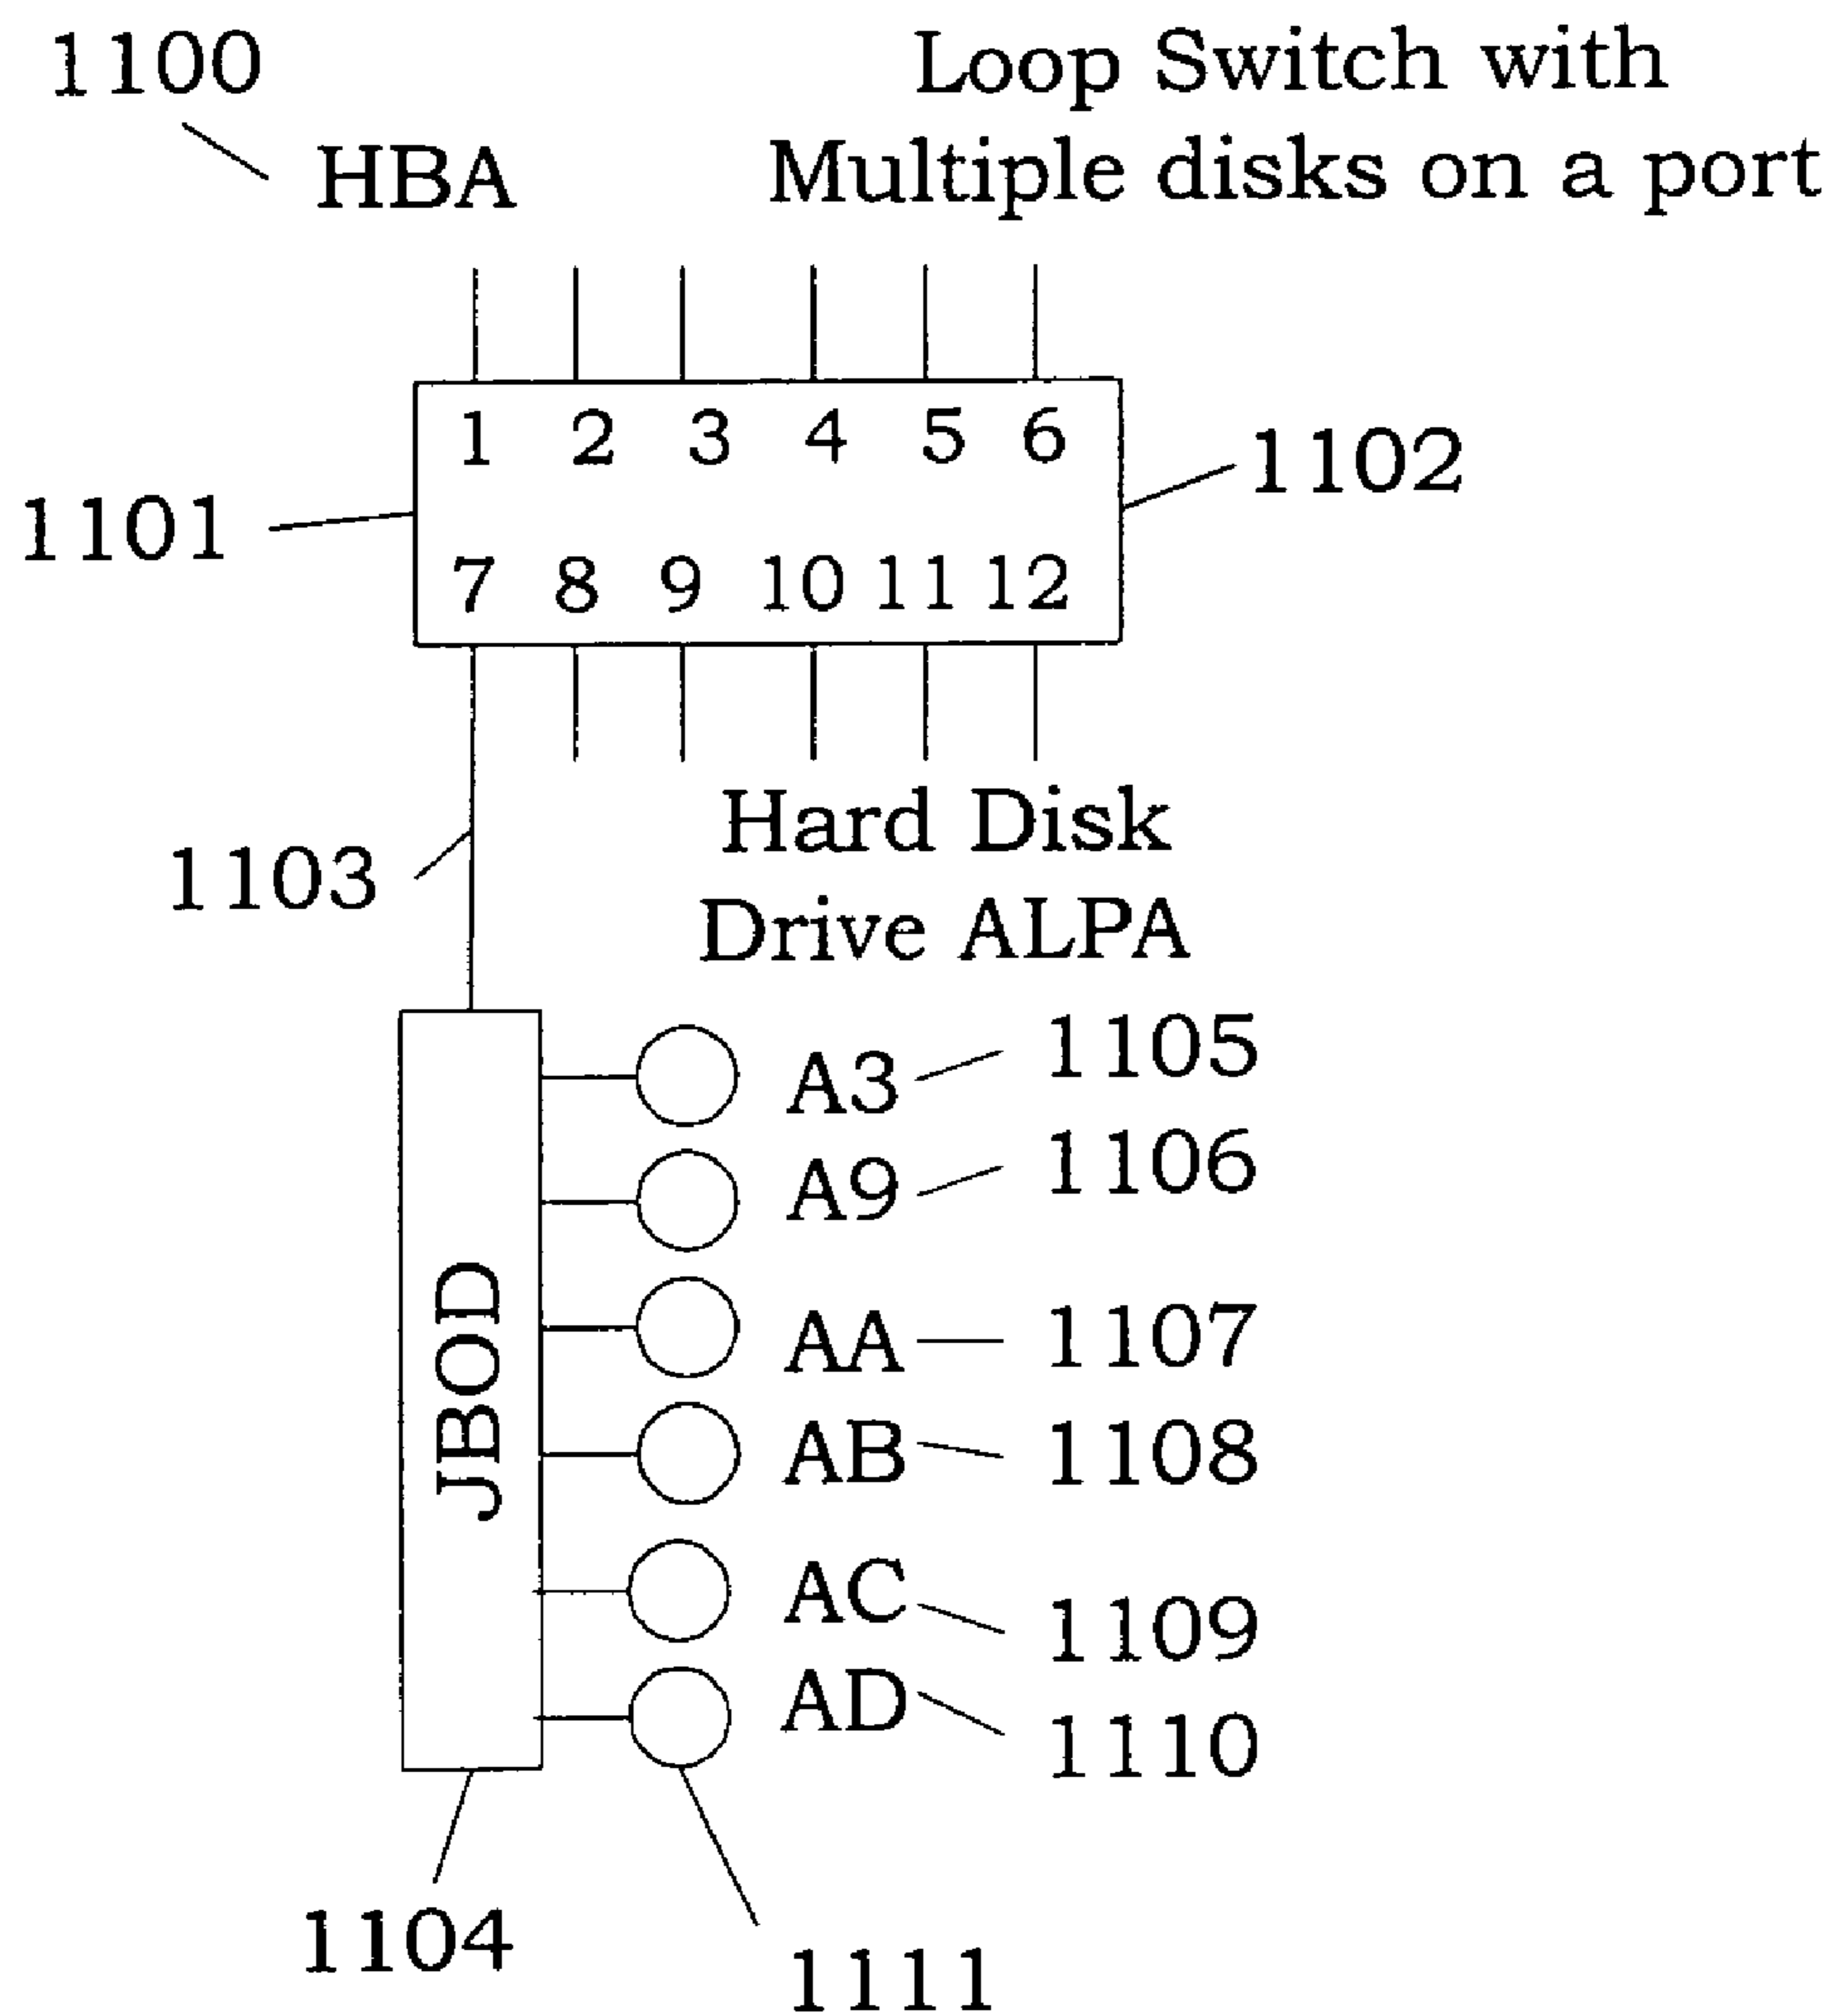 1100
Loop Switch with
HBA
Multiple disks on a port
1 2 3 4 5 6
1102
1101
7 8 9 10 11 12
Hard Disk
1103
Drive ALPA
A3 1105
A9 1106
JBOD
AA 1107
AB 1108
AC 1109
AD 1110
1104
1111